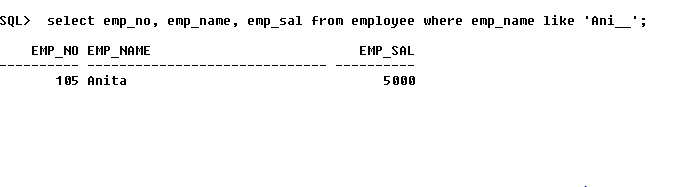 SQL>  select emp_no, emp_name, emp_sal from employee where emp_name like 'Ani__';
    EMP_NO EMP_NAME                          EMP_SAL
---------- ------------------------------ ----------
       105 Anita                                5000